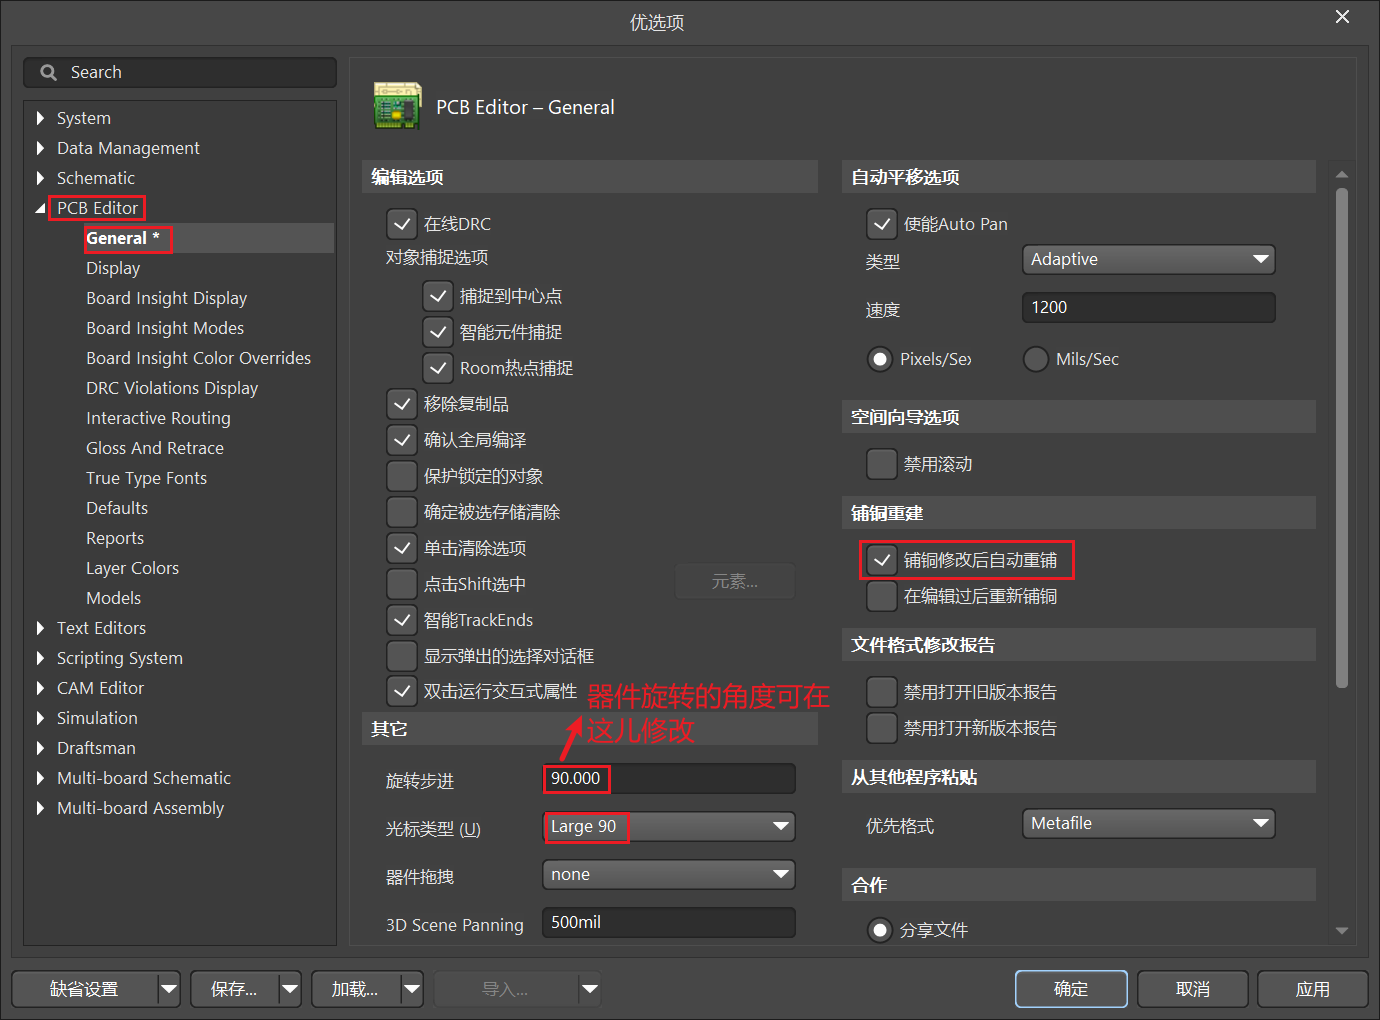 优选项
Search
System
Data Management
Schematic
PCB Editor
General *
Display
Board Insight Display
Board Insight Modes
Board Insight Color Overrides
DRC Violations Display
Interactive Routing
Gloss And Retrace
True Type Fonts
Defaults
Reports
Layer Colors
Models
Text Editors
Scripting System
CAM Editor
Simulation
Draftsman
Multi-board Schematic
Multi-board Assembly
PCB Editor – General
编辑选项
在线DRC
对象捕捉选项
捕捉到中心点
智能元件捕捉
Room热点捕捉
移除复制品
确认全局编译
保护锁定的对象
确定被选存储清除
单击清除选项
点击Shift选中
元素...
智能TrackEnds
显示弹出的选择对话框
双击运行交互式属性
器件旋转的角度可在
这儿修改
其它
旋转步进
90.000
光标类型 (U)
Large 90
器件拖拽
none
3D Scene Panning
500mil
自动平移选项
使能Auto Pan
类型
Adaptive
速度
1200
Pixels/Sex
Mils/Sec
空间向导选项
禁用滚动
铺铜重建
铺铜修改后自动重铺
在编辑过后重新铺铜
文件格式修改报告
禁用打开旧版本报告
禁用打开新版本报告
从其他程序粘贴
优先格式
Metafile
合作
分享文件
缺省设置
保存...
加载...
导入...
确定
取消
应用